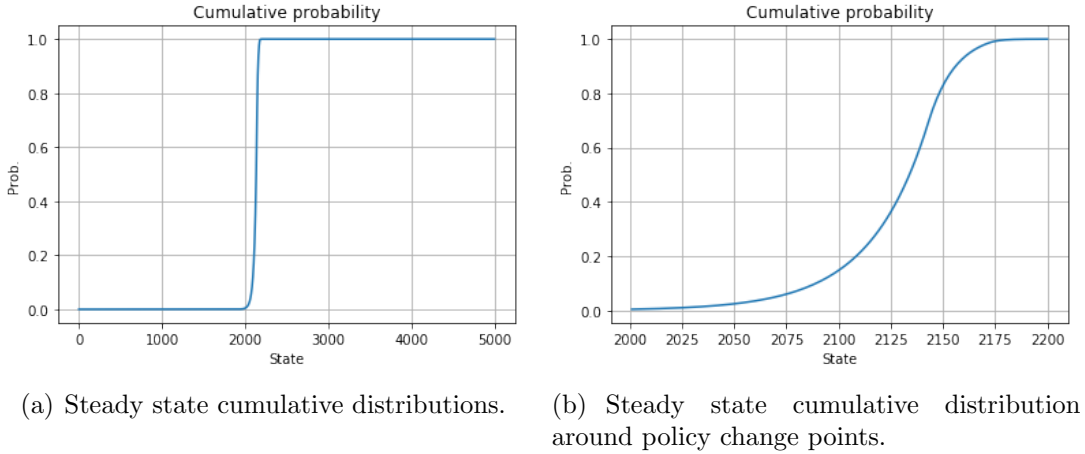 Cumulative probability
1.0
0.8
0.6
0.4
0.2
0.0
Prob.
0 1000 2000 3000 4000 5000
State
(a) Steady state cumulative distributions.
Cumulative probability
1.0
0.8
0.6
0.4
0.2
0.0
Prob.
2000 2025 2050 2075 2100 2125 2150 2175 2200
State
(b) Steady state cumulative distribution
around policy change points.